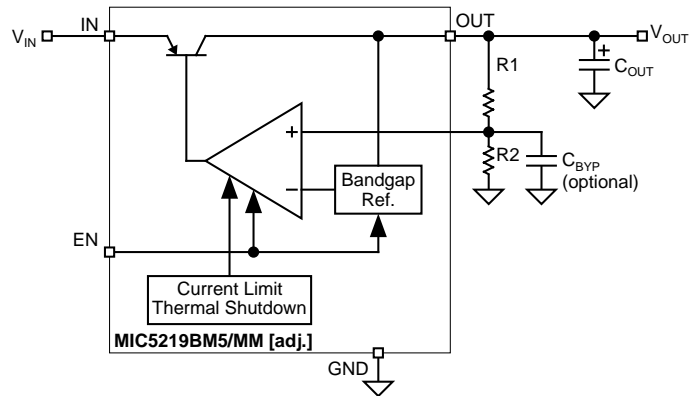 IN
OUT
V_IN
V_OUT
R1
C_OUT
+
+
R2
C_BYP
(optional)
–
Bandgap
Ref.
EN
Current Limit
Thermal Shutdown
MIC5219BM5/MM [adj.]
GND